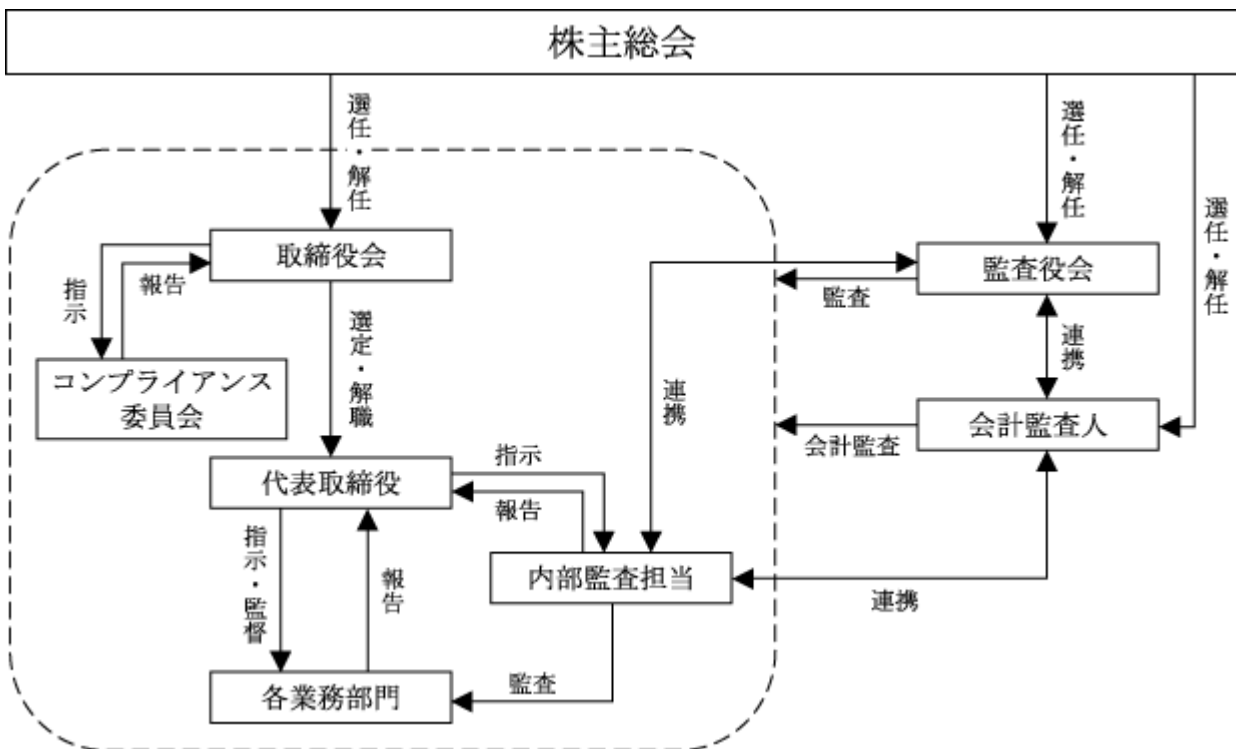 株主総会
選任・解任
選任・解任
選任・解任
取締役会
監査役会
指示
報告
監査
選定・解職
連携
連携
コンプライアンス
委員会
会計監査人
会計監査
代表取締役
指示
報告
指示・監督
報告
内部監査担当
連携
各業務部門
監査